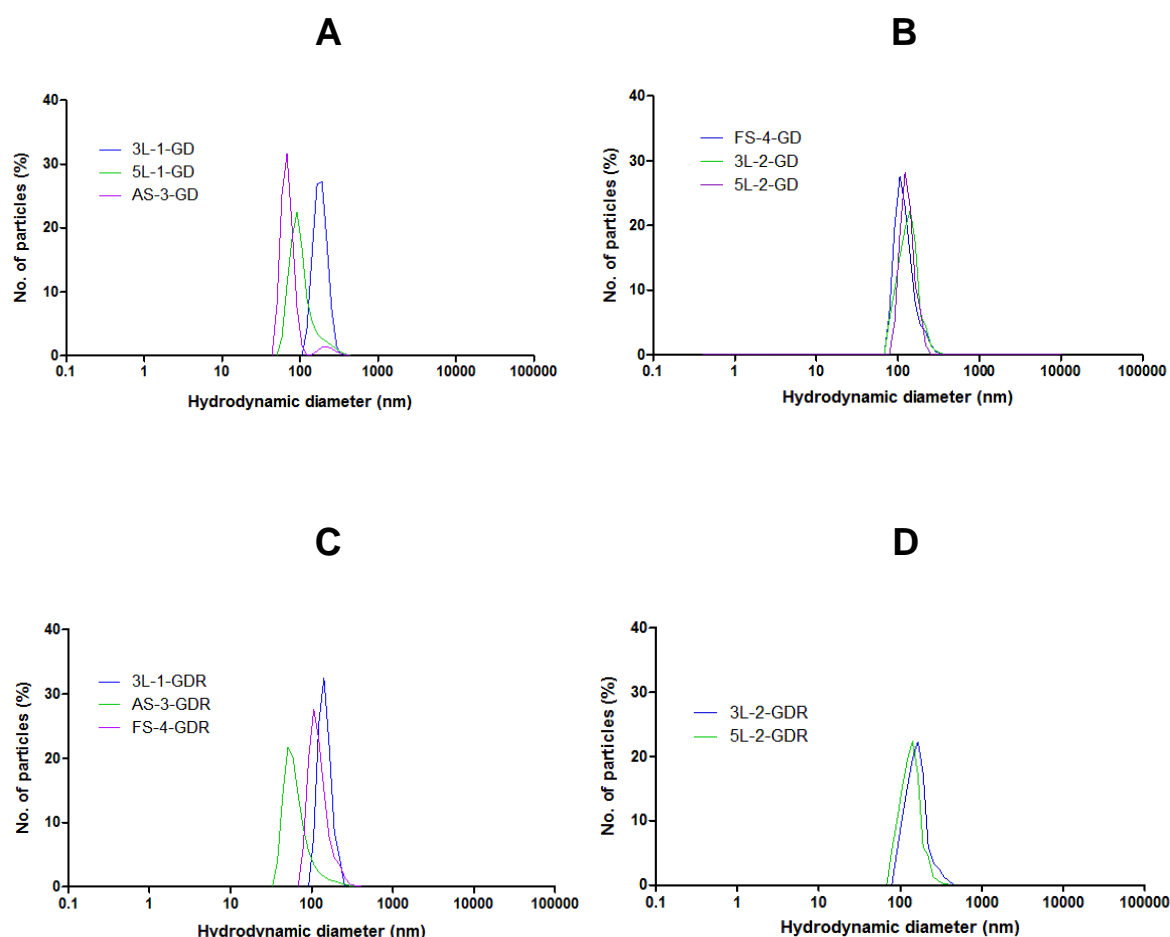 A
No. of particles (%)
40
30
20
10
0
3L-1-GD
5L-1-GD
AS-3-GD
0.1 1 10 100 1000 10000 100000
Hydrodynamic diameter (nm)
B
No. of particles (%)
40
30
20
10
0
FS-4-GD
3L-2-GD
5L-2-GD
0.1 1 10 100 1000 10000 100000
Hydrodynamic diameter (nm)
C
No. of particles (%)
40
30
20
10
0
3L-1-GDR
AS-3-GDR
FS-4-GDR
0.1 1 10 100 1000 10000 100000
Hydrodynamic diameter (nm)
D
No. of particles (%)
40
30
20
10
0
3L-2-GDR
5L-2-GDR
0.1 1 10 100 1000 10000 100000
Hydrodynamic diameter (nm)